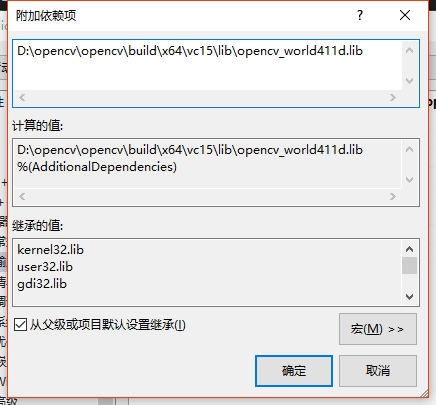 附加依赖项
?
D:\opencv\opencv\build\x64\vc15\lib\opencv_world411d.lib
计算的值:
D:\opencv\opencv\build\x64\vc15\lib\opencv_world411d.lib
%(AdditionalDependencies)
继承的值:
kernel32.lib
user32.lib
gdi32.lib
从父级或项目默认设置继承(I)
宏(M) >>
确定
取消